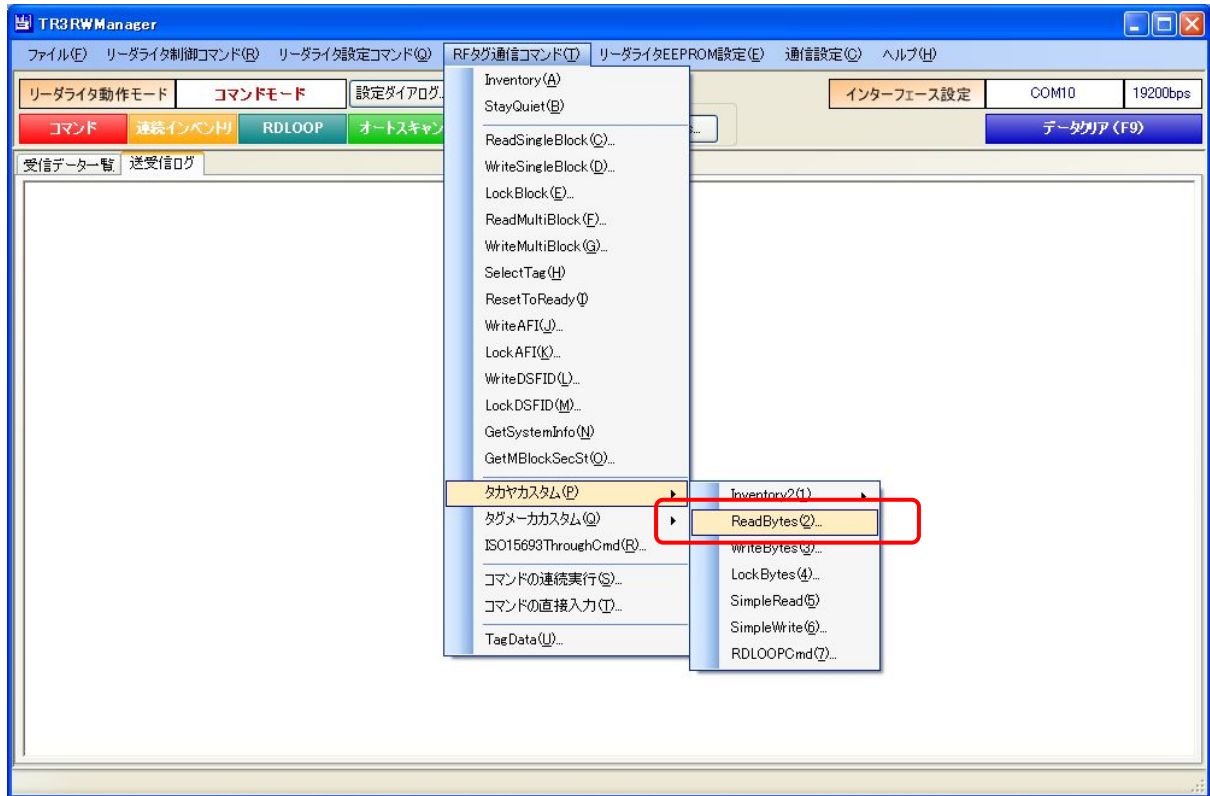 TR3RWManager
ファイル(F) リーダライタ制御コマンド(R) リーダライタ設定コマンド(Q) RFタグ通信コマンド(T) リーダライタEEPROM設定(E) 通信設定(C) ヘルプ(H)
リーダライタ動作モード コマンドモード 設定ダイアログ. インターフェース設定 COM10 19200bps
コマンド 連続インベントリ RDLOOP オートスキャン データクリア(F9)
受信データ一覧 送受信ログ
Inventory(A)
StayQuiet(B)
ReadSingleBlock(C)...
WriteSingleBlock(D)...
LockBlock(E)...
ReadMultiBlock(F)...
WriteMultiBlock(G)...
SelectTag(H)
ResetToReady(I)
WriteAFI(J)...
LockAFI(K)...
WriteDSFID(L)...
LockDSFID(M)...
GetSystemInfo(N)
GetMBlockSecSt(O)...
タカヤカスタム(P)
タグメーカカスタム(Q)
ISO15693ThroughCmd(R)...
コマンドの連続実行(S)...
コマンドの直接入力(T)...
TagData(U)...
Inventory2(1)
ReadBytes(2)...
WriteBytes(3)...
LockBytes(4)...
SimpleRead(5)
SimpleWrite(6)...
RDLOOPCmd(7)...